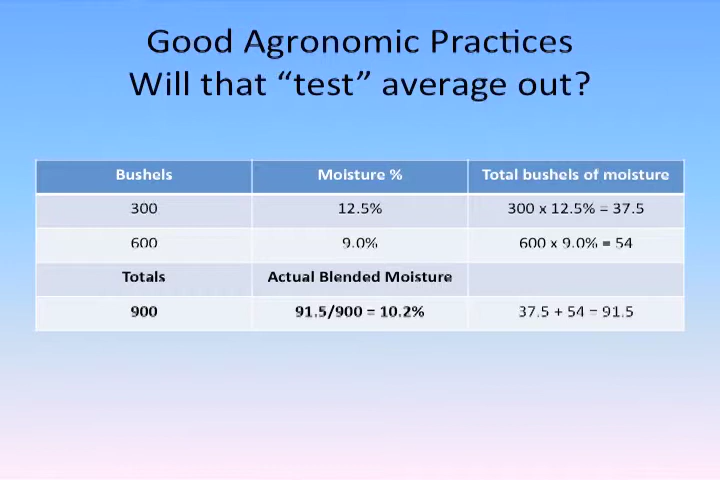 Good Agronomic Practices
Will that “test” average out?
Bushels Moisture % Total bushels of moisture
300 12.5% 300 x 12.5% = 37.5
600 9.0% 600 x 9.0% = 54
Totals Actual Blended Moisture
900 91.5/900 = 10.2% 37.5 + 54 = 91.5